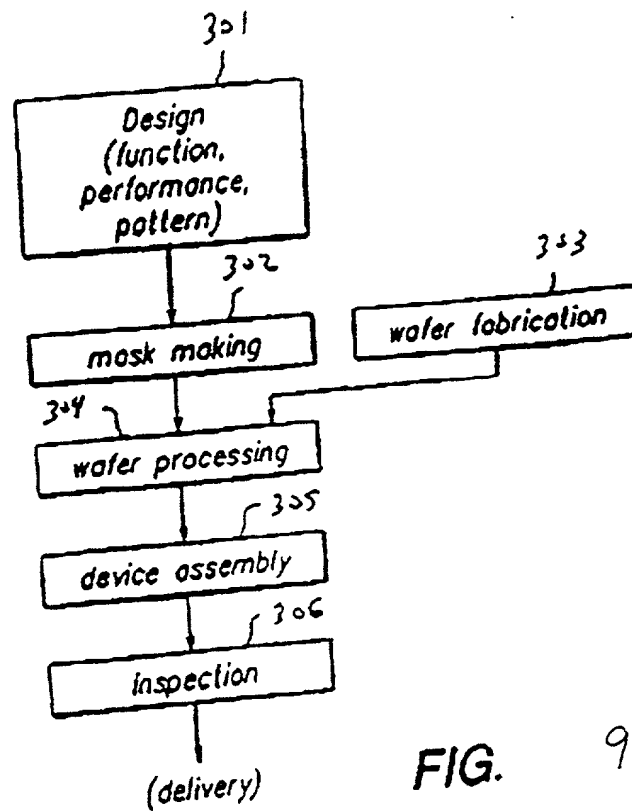 301
Design
(function,
performance,
pattern)
302
mask making
303
wafer fabrication
304
wafer processing
305
device assembly
306
inspection
(delivery)
FIG. 9